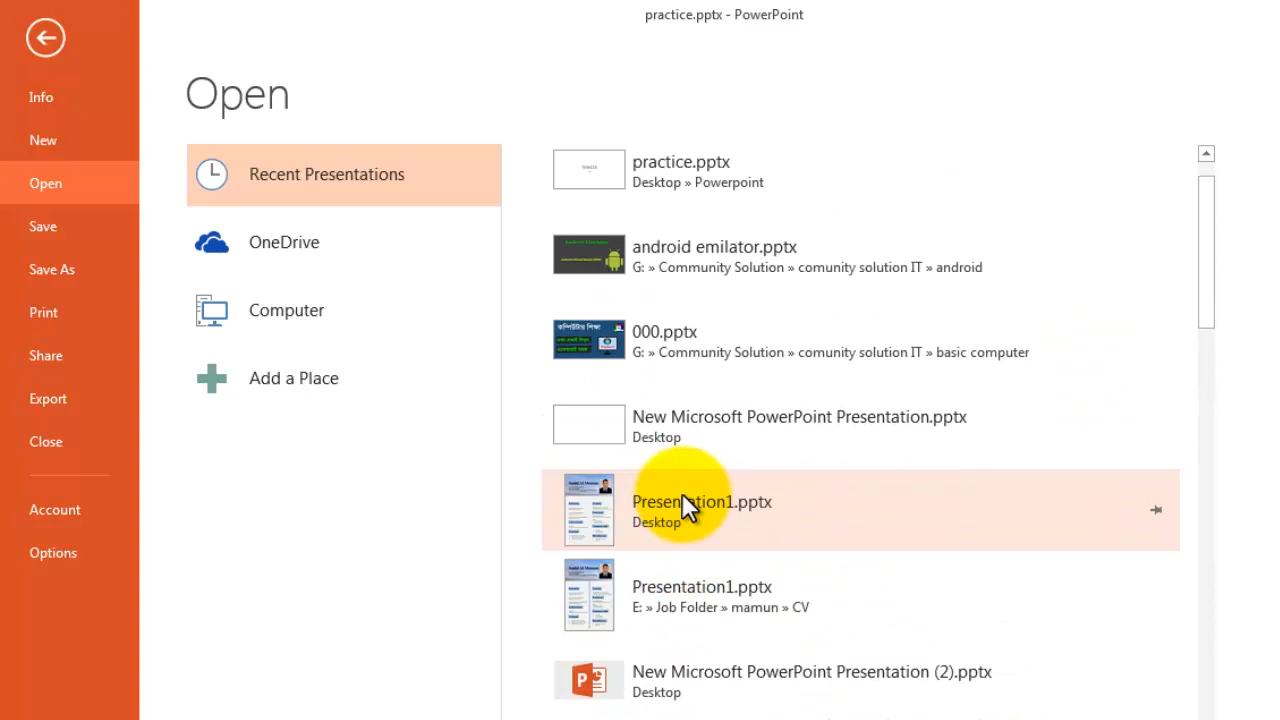 practice.pptx - PowerPoint
Info
New
Open
Save
Save As
Print
Share
Export
Close
Account
Options
Open
Recent Presentations
OneDrive
Computer
Add a Place
practice.pptx
Desktop » Powerpoint
android emilator.pptx
G: » Community Solution » comunity solution IT » android
কম্পিউটার শিক্ষা
000.pptx
G: » Community Solution » comunity solution IT » basic computer
New Microsoft PowerPoint Presentation.pptx
Desktop
Presentation1.pptx
Desktop
Presentation1.pptx
E: » Job Folder » mamun » CV
New Microsoft PowerPoint Presentation (2).pptx
Desktop